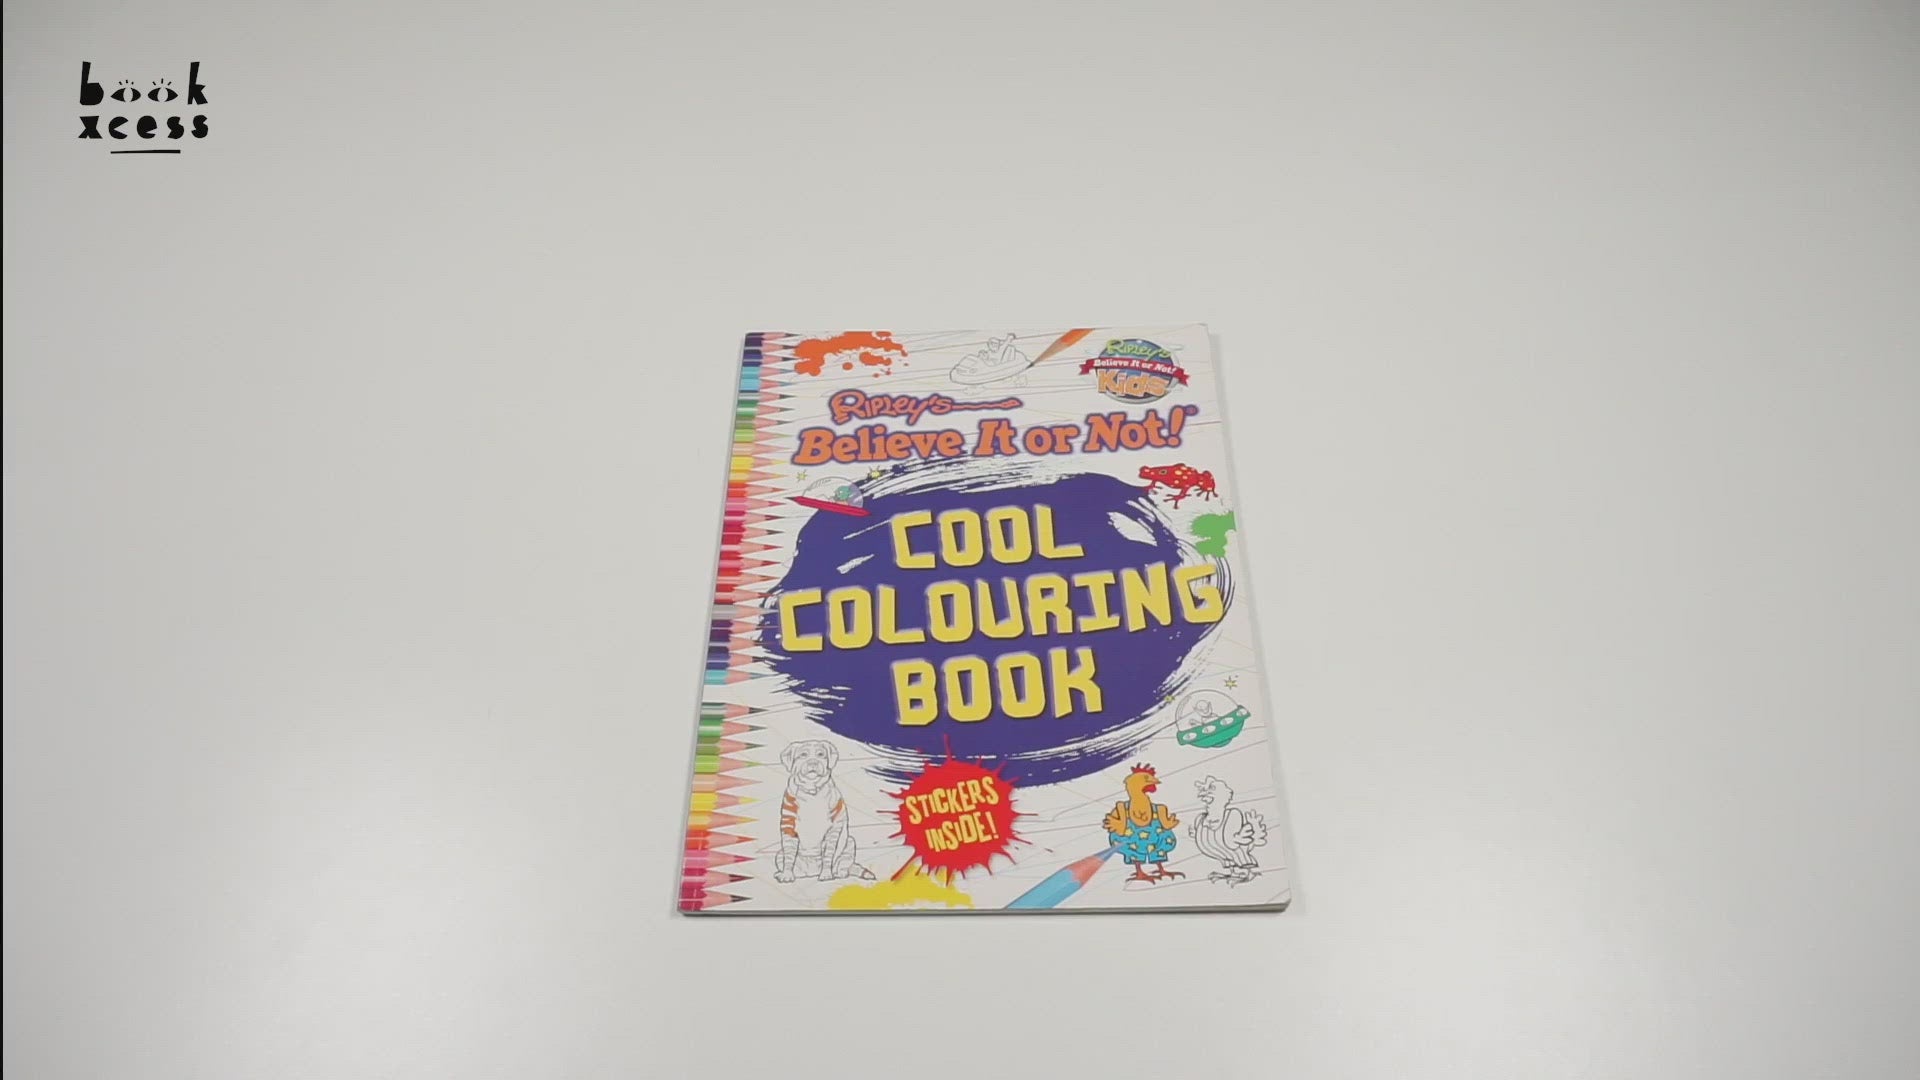 book
xcess
Ripley's
Believe It or Not!
Kids
Ripley's
Believe It or Not!®
COOL
COLOURING
BOOK
STICKERS
INSIDE!